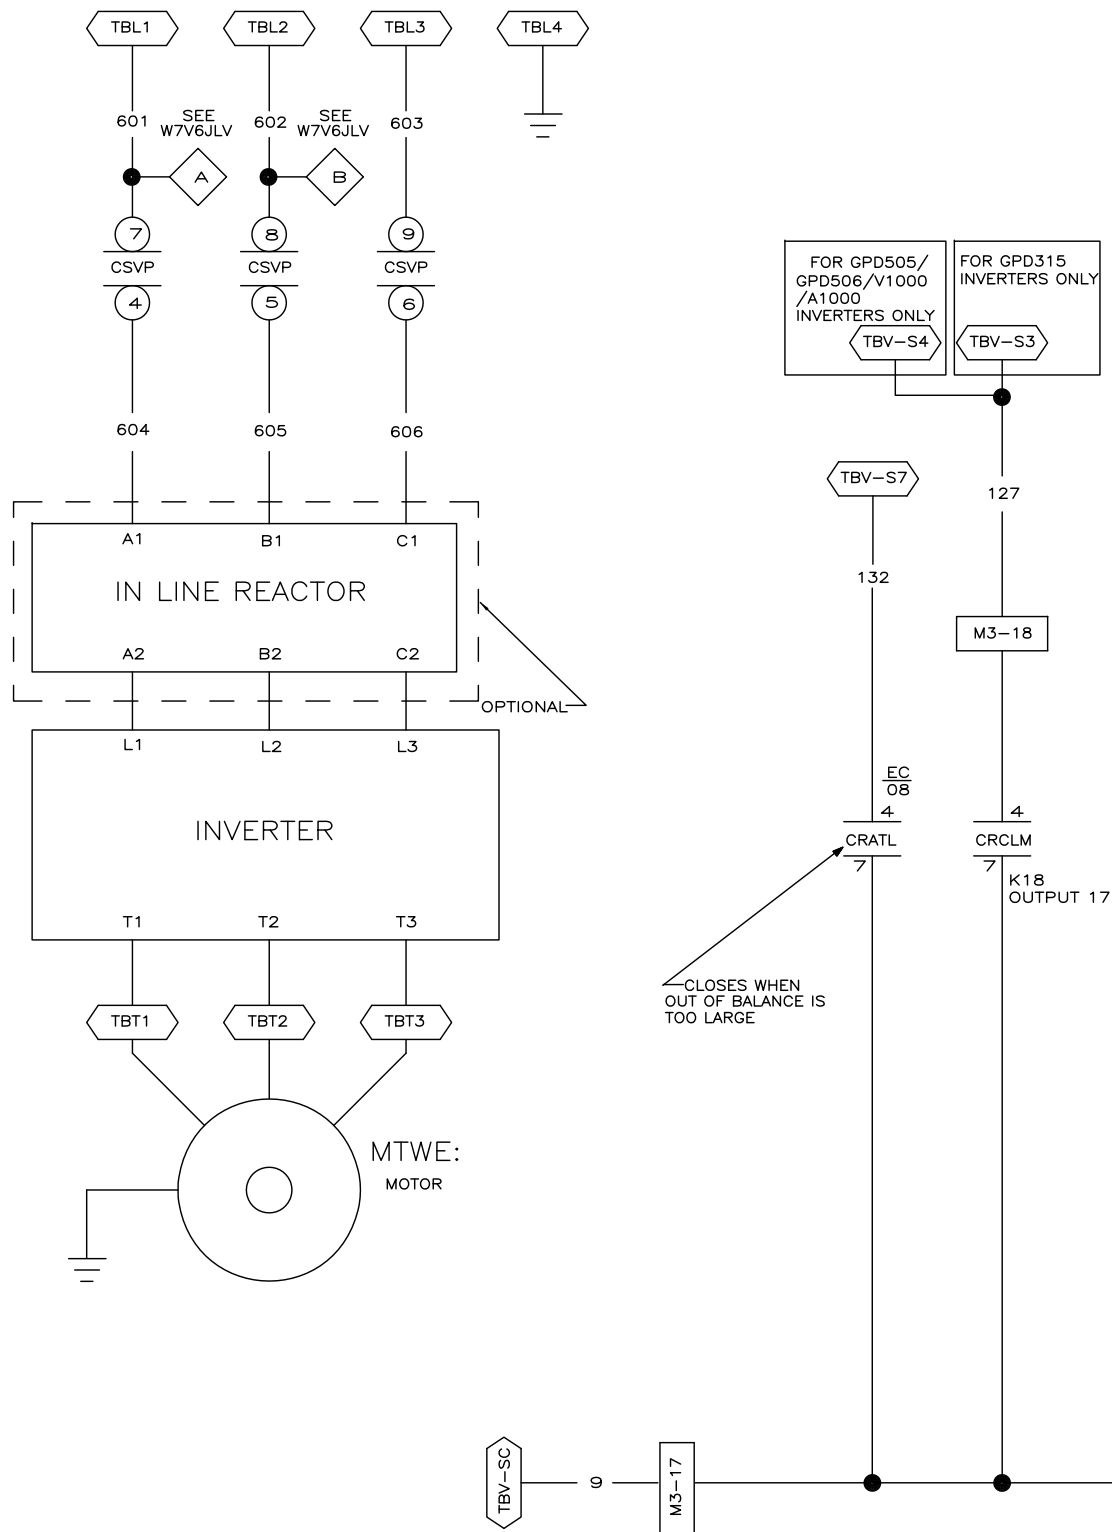 TBL1
TBL2
TBL3
TBL4
601
SEE
W7V6JLV
602
SEE
W7V6JLV
603
A
B
7
8
9
CSVP
CSVP
CSVP
4
5
6
FOR GPD505/
GPD506/V1000
/A1000
INVERTERS ONLY
TBV-S4
FOR GPD315
INVERTERS ONLY
TBV-S3
604
605
606
TBV-S7
127
A1
B1
C1
IN LINE REACTOR
132
M3-18
A2
B2
C2
OPTIONAL
L1
L2
L3
INVERTER
EC
08
4
4
CRATL
CRCLM
7
7
K18
OUTPUT 17
T1
T2
T3
CLOSES WHEN
OUT OF BALANCE IS
TOO LARGE
TBT1
TBT2
TBT3
MTWE:
MOTOR
TBV-SC
9
M3-17